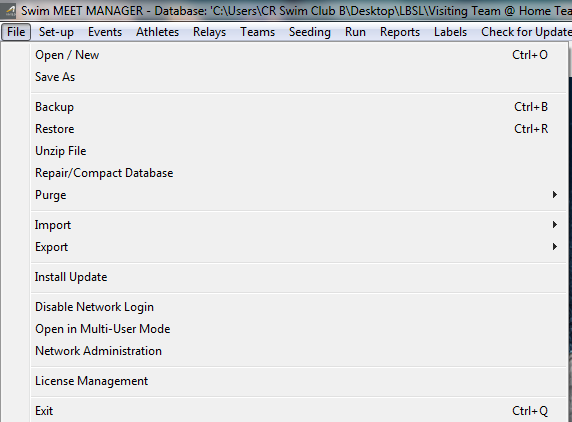 Swim MEET MANAGER - Database: 'C:\Users\CR Swim Club B\Desktop\LBSL\Visiting Team @ Home Tea
File Set-up Events Athletes Relays Teams Seeding Run Reports Labels Check for Update
Open / New Ctrl+O
Save As
Backup Ctrl+B
Restore Ctrl+R
Unzip File
Repair/Compact Database
Purge
Import
Export
Install Update
Disable Network Login
Open in Multi-User Mode
Network Administration
License Management
Exit Ctrl+Q